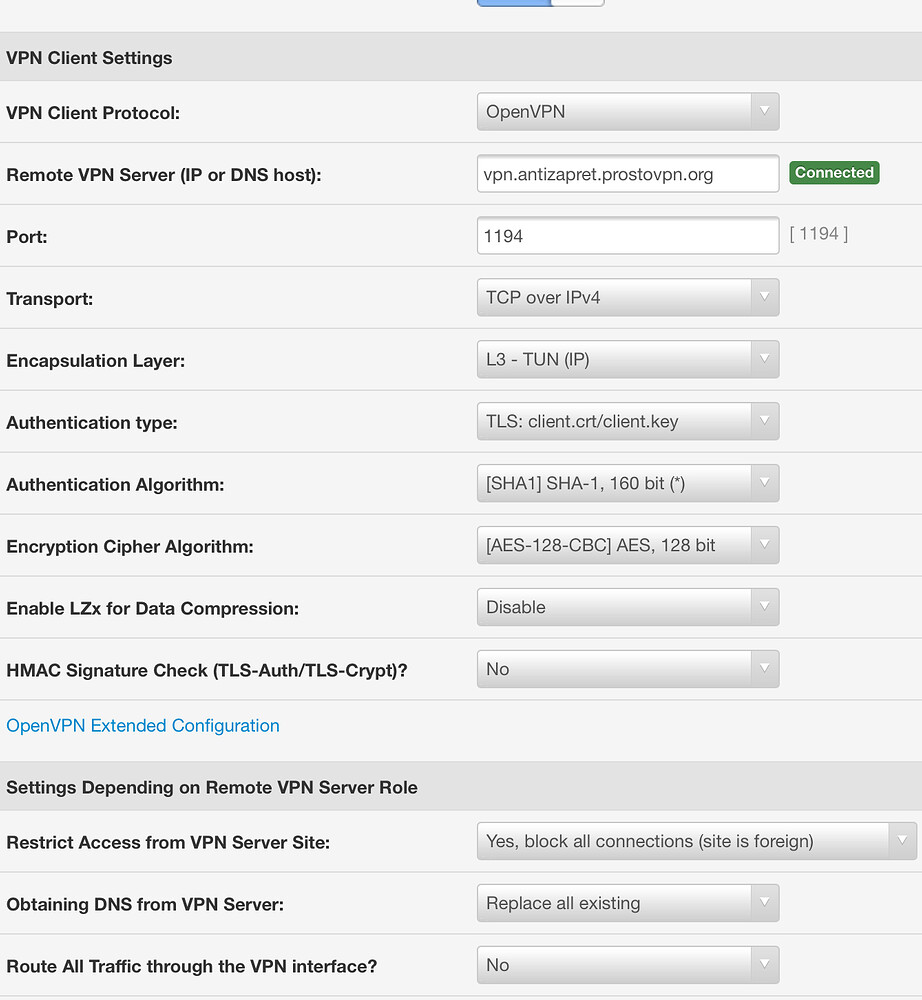 VPN Client Settings
VPN Client Protocol: OpenVPN
Remote VPN Server (IP or DNS host): vpn.antizapret.prostovpn.org Connected
Port: 1194 [ 1194 ]
Transport: TCP over IPv4
Encapsulation Layer: L3 - TUN (IP)
Authentication type: TLS: client.crt/client.key
Authentication Algorithm: [SHA1] SHA-1, 160 bit (*)
Encryption Cipher Algorithm: [AES-128-CBC] AES, 128 bit
Enable LZx for Data Compression: Disable
HMAC Signature Check (TLS-Auth/TLS-Crypt)? No
OpenVPN Extended Configuration
Settings Depending on Remote VPN Server Role
Restrict Access from VPN Server Site: Yes, block all connections (site is foreign)
Obtaining DNS from VPN Server: Replace all existing
Route All Traffic through the VPN interface? No